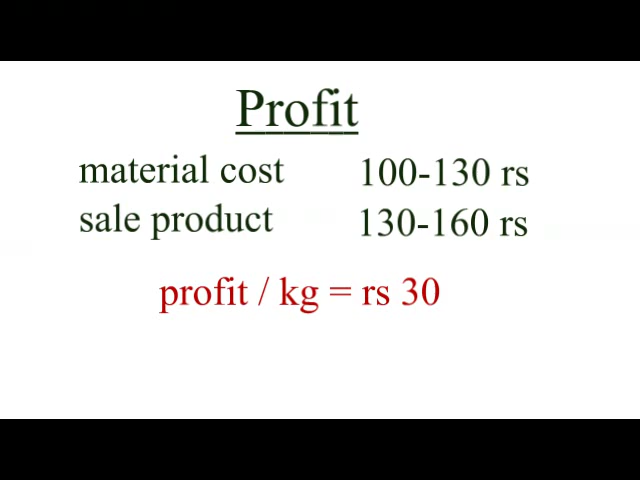 Profit
material cost 100-130 rs
sale product 130-160 rs
profit / kg = rs 30